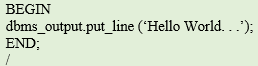 BEGIN
dbms_output.put_line (‘Hello World. . .’);
END;
/